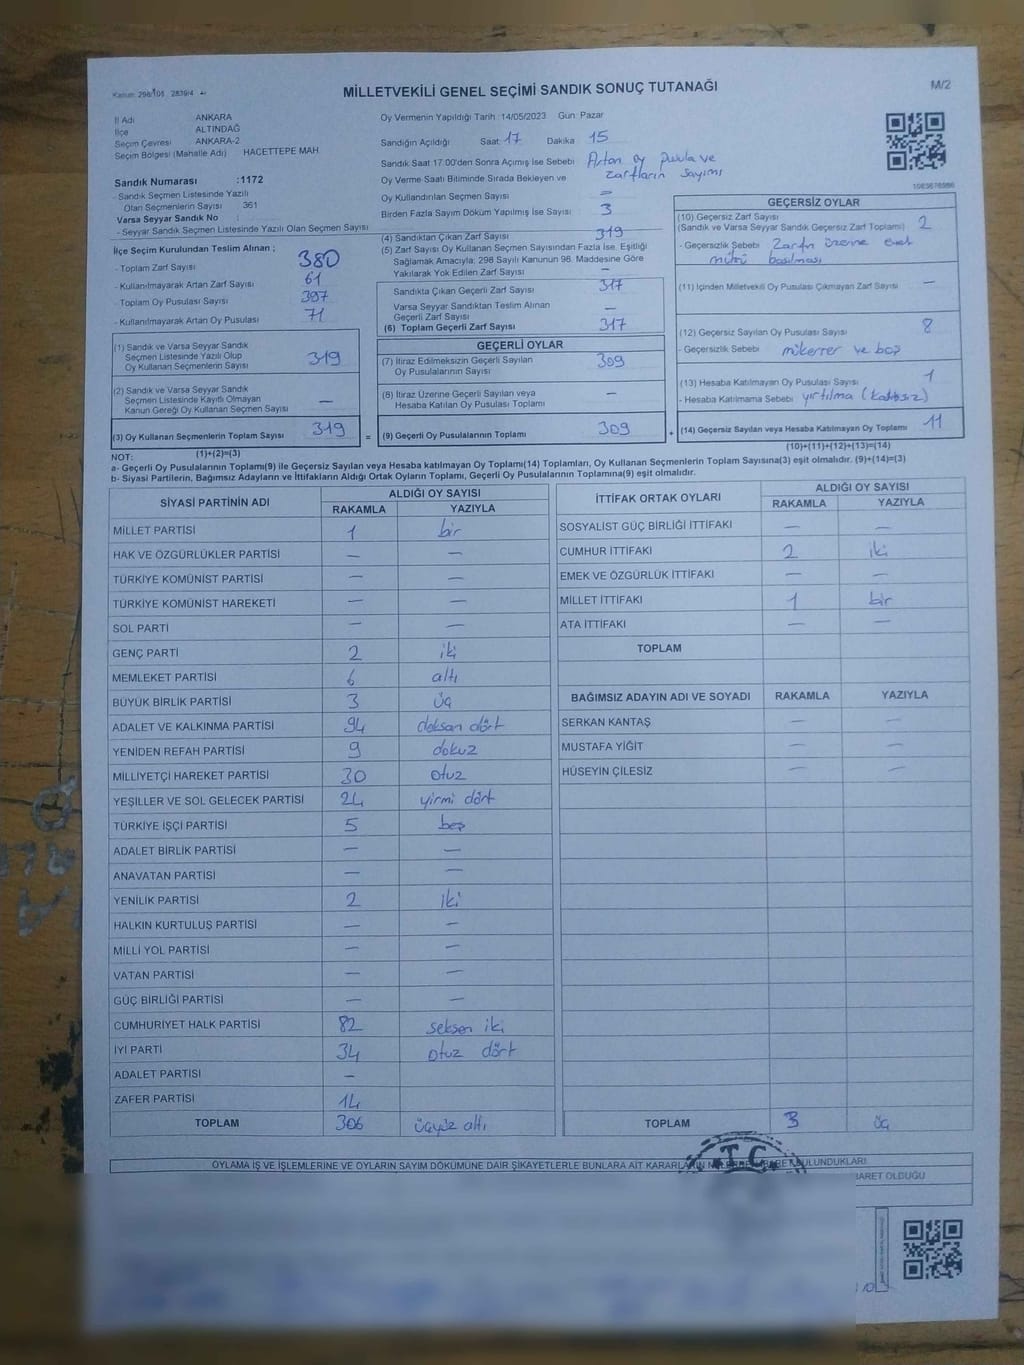 Kanun: 298/101 2839/4
MİLLETVEKİLİ GENEL SEÇİMİ SANDIK SONUÇ TUTANAĞI
M/2
İl Adı ANKARA
İlçe ALTINDAĞ
Seçim Çevresi ANKARA-2
Seçim Bölgesi (Mahalle Adı) HACETTEPE MAH.
Sandık Numarası :1172
- Sandık Seçmen Listesinde Yazılı
Olan Seçmenlerin Sayısı 361
Varsa Seyyar Sandık No :
- Seyyar Sandık Seçmen Listesinde Yazılı Olan Seçmen Sayısı
Oy Vermenin Yapıldığı Tarih :14/05/2023 Gün: Pazar
Sandığın Açıldığı Saat 17 Dakika 15
Sandık Saat 17.00'den Sonra Açımış İse Sebebi Artan oy pusula ve
zarfların sayımı
Oy Verme Saati Bitiminde Sırada Bekleyen ve
Oy Kullandırılan Seçmen Sayısı =
Birden Fazla Sayım Döküm Yapılmış İse Sayısı 3
1063676986
İlçe Seçim Kurulundan Teslim Alınan ;
- Toplam Zarf Sayısı 380
- Kullanılmayarak Artan Zarf Sayısı 61
- Toplam Oy Pusulası Sayısı 397
- Kullanılmayarak Artan Oy Pusulası 71
(1) Sandık ve Varsa Seyyar Sandık
Seçmen Listesinde Yazılı Olup
Oy Kullanan Seçmenlerin Sayısı 319
(2) Sandık ve Varsa Seyyar Sandık
Seçmen Listesinde Kayıtlı Olmayan
Kanun Gereği Oy Kullanan Seçmen Sayısı —
(3) Oy Kullanan Seçmenlerin Toplam Sayısı 319 =
(1)+(2)=(3)
(4) Sandıktan Çıkan Zarf Sayısı 319
(5) Zarf Sayısı Oy Kullanan Seçmen Sayısından Fazla İse, Eşitliği
Sağlamak Amacıyla; 298 Sayılı Kanunun 98. Maddesine Göre
Yakılarak Yok Edilen Zarf Sayısı —
Sandıkta Çıkan Geçerli Zarf Sayısı 317
Varsa Seyyar Sandıktan Teslim Alınan
Geçerli Zarf Sayısı —
(6) Toplam Geçerli Zarf Sayısı 317
GEÇERLİ OYLAR
(7) İtiraz Edilmeksizin Geçerli Sayılan
Oy Pusulalarının Sayısı 309
(8) İtiraz Üzerine Geçerli Sayılan veya
Hesaba Katılan Oy Pusulası Toplamı —
(9) Geçerli Oy Pusulalarının Toplamı 309 +
GEÇERSİZ OYLAR
(10) Geçersiz Zarf Sayısı
(Sandık ve Varsa Seyyar Sandık Geçersiz Zarf Toplamı) 2
- Geçersizlik Sebebi Zarfın üzerine evet
mührü basılması
(11) İçinden Milletvekili Oy Pusulası Çıkmayan Zarf Sayısı —
(12) Geçersiz Sayılan Oy Pusulası Sayısı 8
- Geçersizlik Sebebi mükerrer ve boş
(13) Hesaba Katılmayan Oy Pusulası Sayısı 1
- Hesaba Katılmama Sebebi yırtılma
(14) Geçersiz Sayılan veya Hesaba Katılmayan Oy Toplamı 11
(10)+(11)+(12)+(13)=(14)
NOT:
a- Geçerli Oy Pusulalarının Toplamı(9) ile Geçersiz Sayılan veya Hesaba katılmayan Oy Toplamı(14) Toplamları, Oy Kullanan Seçmenlerin Toplam Sayısına(3) eşit olmalıdır. (9)+(14)=(3)
b- Siyasi Partilerin, Bağımsız Adayların ve İttifakların Aldığı Ortak Oyların Toplamı, Geçerli Oy Pusulalarının Toplamına(9) eşit olmalıdır.
SİYASİ PARTİNİN ADI ALDIĞI OY SAYISI
RAKAMLA YAZIYLA
MİLLET PARTİSİ 1 bir
HAK VE ÖZGÜRLÜKLER PARTİSİ — —
TÜRKİYE KOMÜNİST PARTİSİ — —
TÜRKİYE KOMÜNİST HAREKETİ — —
SOL PARTİ — —
GENÇ PARTİ 2 iki
MEMLEKET PARTİSİ 6 altı
BÜYÜK BİRLİK PARTİSİ 3 üç
ADALET VE KALKINMA PARTİSİ 94 doksan dört
YENİDEN REFAH PARTİSİ 9 dokuz
MİLLİYETÇİ HAREKET PARTİSİ 30 otuz
YEŞİLLER VE SOL GELECEK PARTİSİ 24 yirmi dört
TÜRKİYE İŞÇİ PARTİSİ 5 beş
ADALET BİRLİK PARTİSİ — —
ANAVATAN PARTİSİ — —
YENİLİK PARTİSİ 2 iki
HALKIN KURTULUŞ PARTİSİ — —
MİLLİ YOL PARTİSİ — —
VATAN PARTİSİ — —
GÜÇ BİRLİĞİ PARTİSİ — —
CUMHURİYET HALK PARTİSİ 82 seksen iki
İYİ PARTİ 34 otuz dört
ADALET PARTİSİ —
ZAFER PARTİSİ 14
TOPLAM 306 üçyüz altı
İTTİFAK ORTAK OYLARI ALDIĞI OY SAYISI
RAKAMLA YAZIYLA
SOSYALİST GÜÇ BİRLİĞİ İTTİFAKI — —
CUMHUR İTTİFAKI 2 iki
EMEK VE ÖZGÜRLÜK İTTİFAKI — —
MİLLET İTTİFAKI 1 bir
ATA İTTİFAKI — —
TOPLAM
BAĞIMSIZ ADAYIN ADI VE SOYADI RAKAMLA YAZIYLA
SERKAN KANTAŞ — —
MUSTAFA YİĞİT — —
HÜSEYİN ÇİLESİZ — —
TOPLAM 3 üç
OYLAMA İŞ VE İŞLEMLERİNE VE OYLARIN SAYIM DÖKÜMÜNE DAİR ŞİKAYETLERLE BUNLARA AİT KARARLARIN BULUNDUKLARI
T.C.
İBARET OLDUĞU